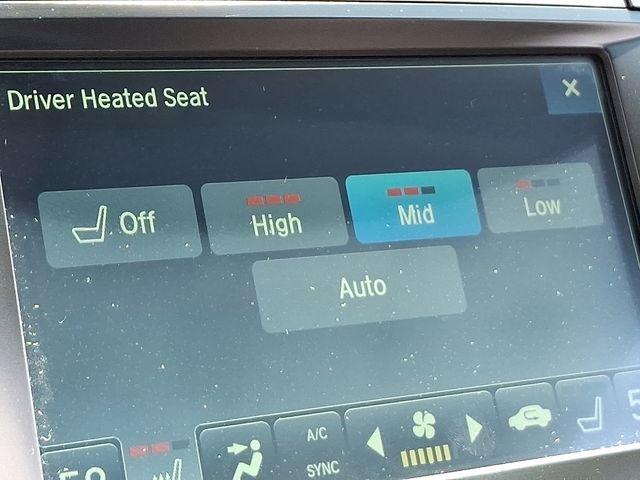 Driver Heated Seat
×
Off
High
Mid
Low
Auto
A/C
SYNC